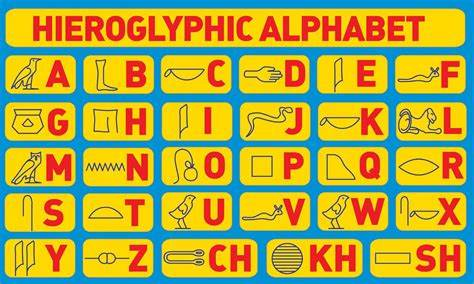 HIEROGLYPHIC ALPHABET
A B C D E F
G H I J K L
M N O P Q R
S T U V W X
Y Z CH KH SH